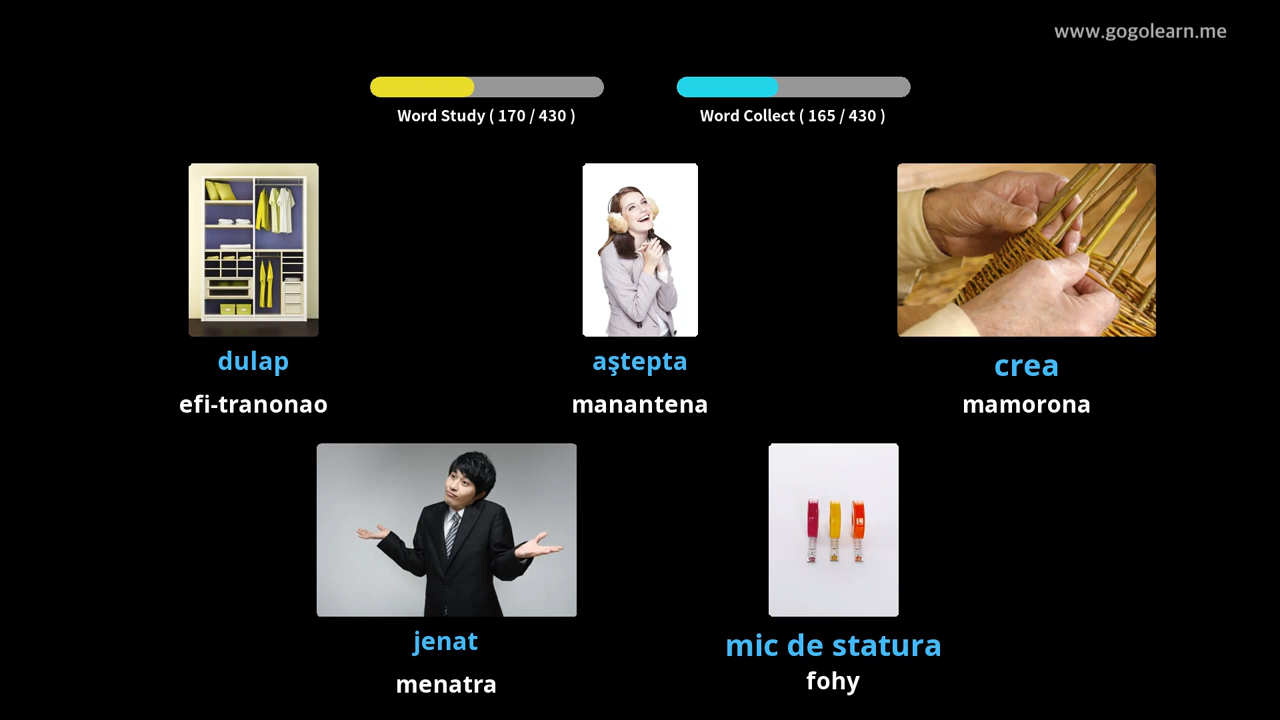 www.gogolearn.me
Word Study ( 170 / 430 )
Word Collect ( 165 / 430 )
dulap
efi-tranonao
aştepta
manantena
crea
mamorona
jenat
menatra
mic de statura
fohy